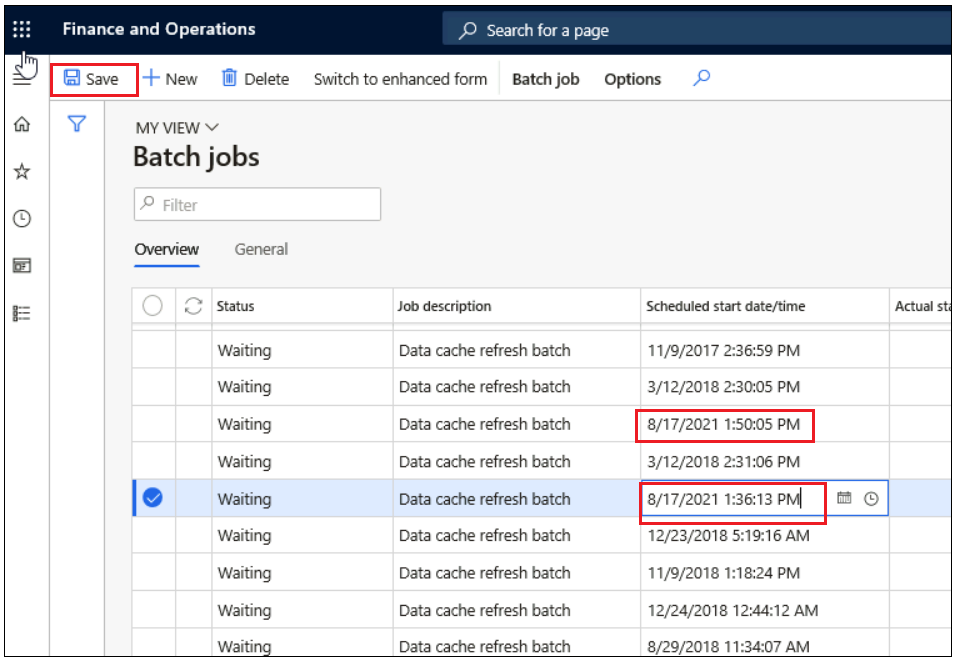 Finance and Operations
Search for a page
Save New Delete Switch to enhanced form Batch job Options
MY VIEW
Batch jobs
Filter
Overview General
Status Job description Scheduled start date/time Actual sta
Waiting Data cache refresh batch 11/9/2017 2:36:59 PM
Waiting Data cache refresh batch 3/12/2018 2:30:05 PM
Waiting Data cache refresh batch 8/17/2021 1:50:05 PM
Waiting Data cache refresh batch 3/12/2018 2:31:06 PM
Waiting Data cache refresh batch 8/17/2021 1:36:13 PM
Waiting Data cache refresh batch 12/23/2018 5:19:16 AM
Waiting Data cache refresh batch 11/9/2018 1:18:24 PM
Waiting Data cache refresh batch 12/24/2018 12:44:12 AM
Waiting Data cache refresh batch 8/29/2018 11:34:07 AM